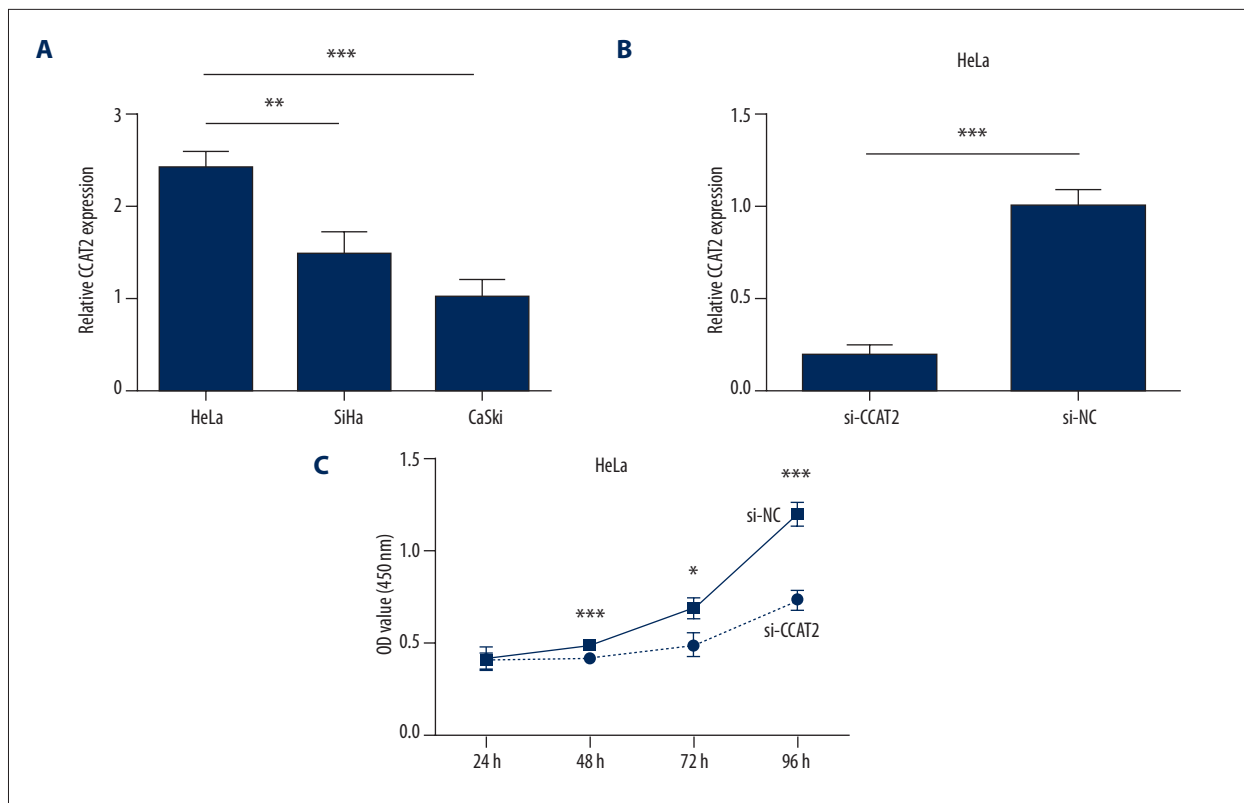 A
***
**
3
2
1
0
Relative CCAT2 expression
HeLa SiHa CaSki
B
HeLa
***
1.5
1.0
0.5
0.0
Relative CCAT2 expression
si-CCAT2 si-NC
C
HeLa
1.5
1.0
0.5
0.0
OD value (450 nm)
***
*
***
si-NC
si-CCAT2
24 h 48 h 72 h 96 h